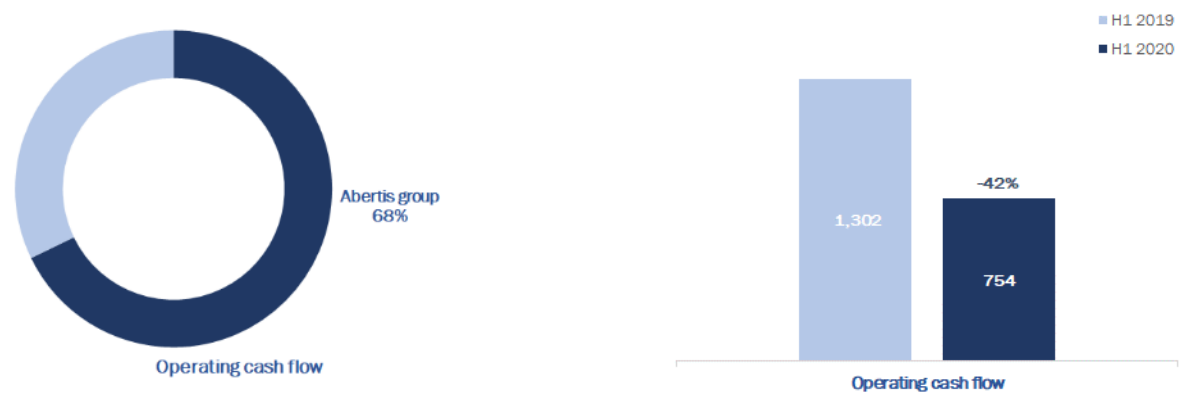 Abertis group
68%
Operating cash flow
H1 2019
H1 2020
-42%
1,302
754
Operating cash flow